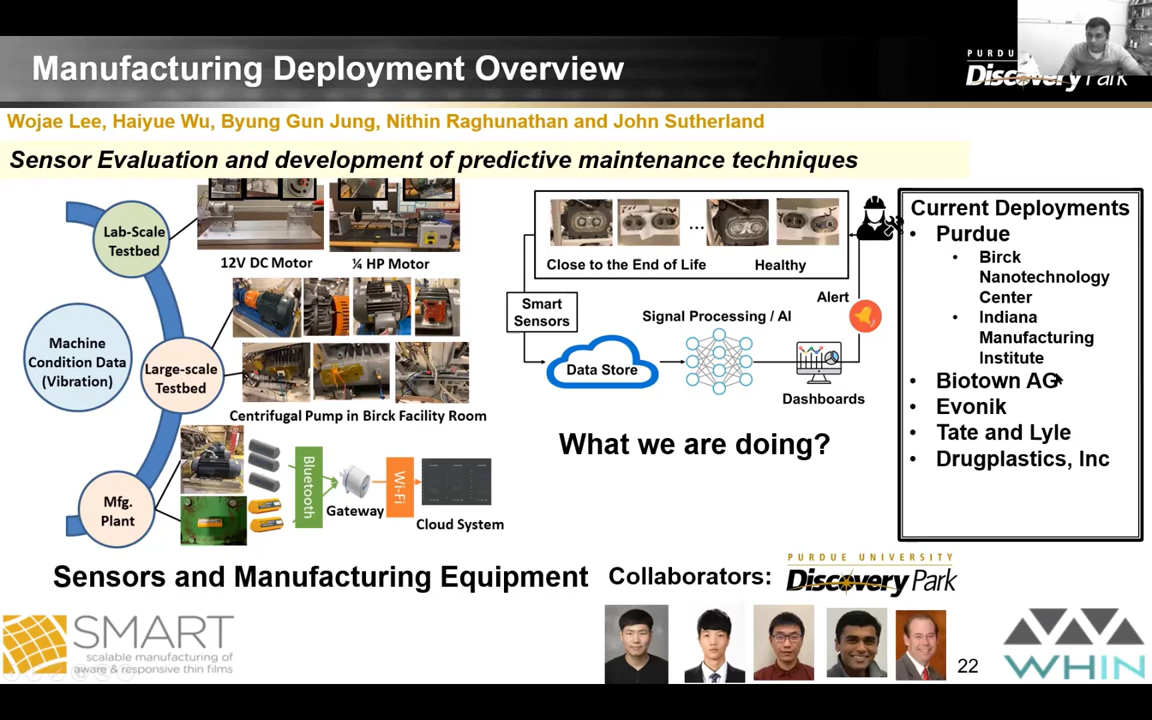 Manufacturing Deployment Overview
Discovery Park
Wojae Lee, Haiyue Wu, Byung Gun Jung, Nithin Raghunathan and John Sutherland
Sensor Evaluation and development of predictive maintenance techniques
Lab-Scale
Testbed
12V DC Motor
¼ HP Motor
Machine
Condition Data
(Vibration)
Large-scale
Testbed
Centrifugal Pump in Birck Facility Room
Mfg.
Plant
Bluetooth
Gateway
Wi-Fi
Cloud System
Sensors and Manufacturing Equipment
...
Close to the End of Life
Healthy
Smart
Sensors
Alert
Signal Processing / AI
Data Store
Dashboards
What we are doing?
Current Deployments
• Purdue
• Birck
Nanotechnology
Center
• Indiana
Manufacturing
Institute
• Biotown AG
• Evonik
• Tate and Lyle
• Drugplastics, Inc
Collaborators:
PURDUE UNIVERSITY
Discovery Park
SMART
scalable manufacturing of
aware & responsive thin films
22
WHIN